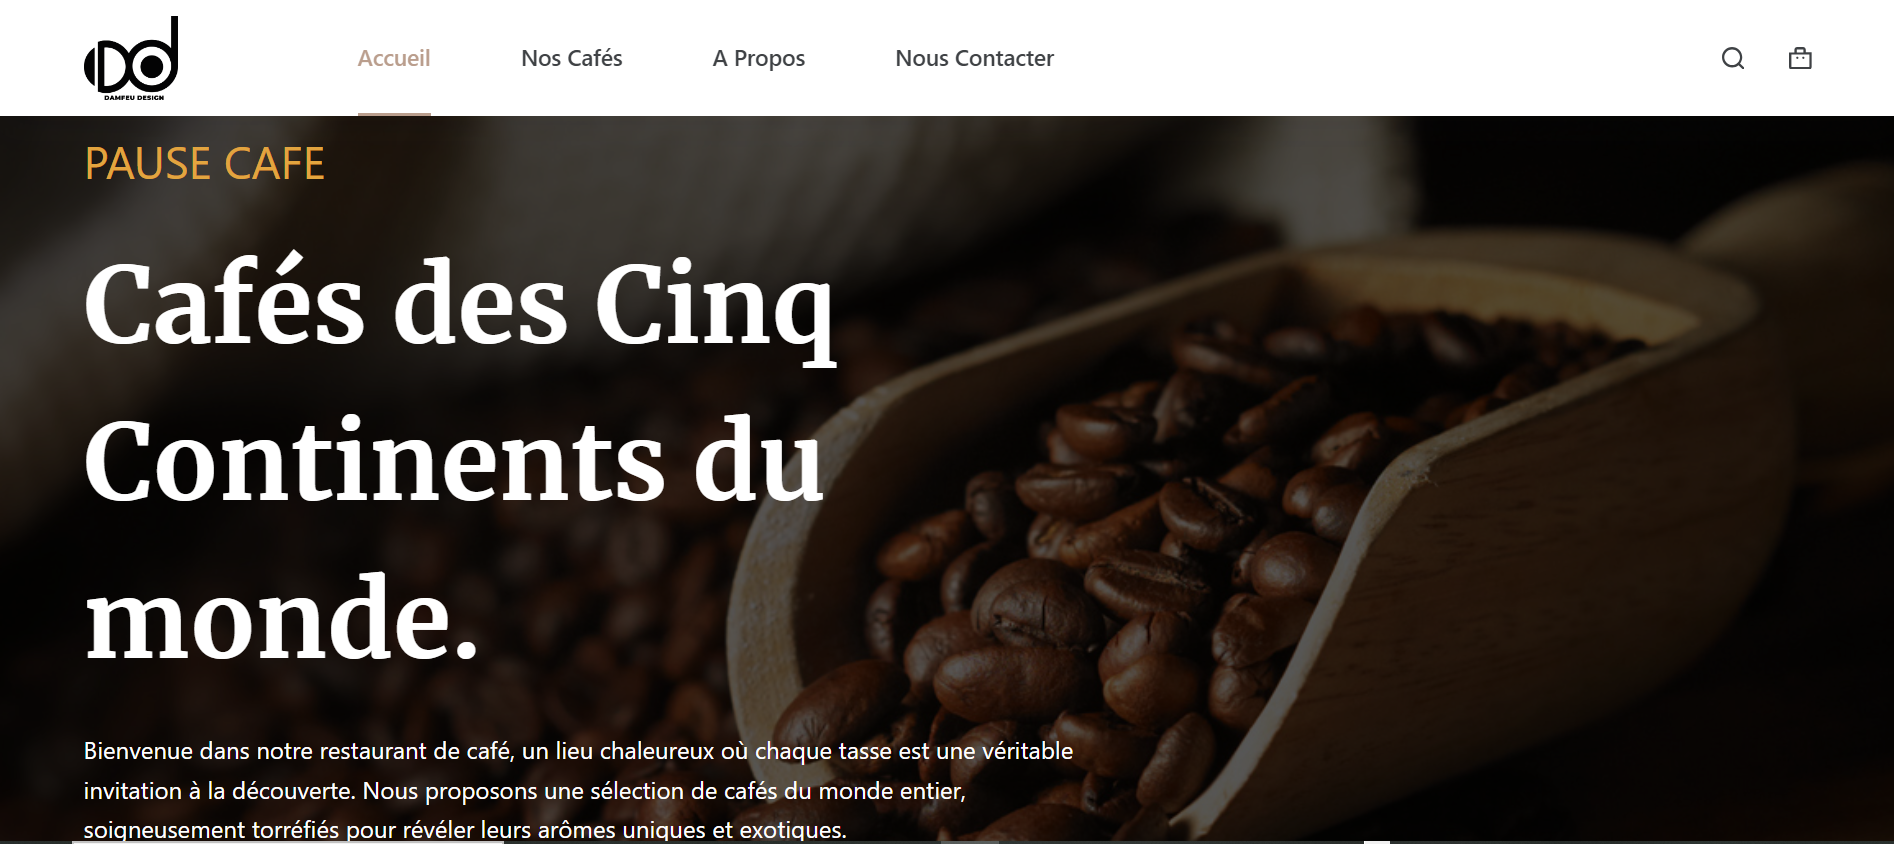 DAMFEU DESIGN
Accueil
Nos Cafés
A Propos
Nous Contacter
PAUSE CAFE
Cafés des Cinq
Continents du
monde.
Bienvenue dans notre restaurant de café, un lieu chaleureux où chaque tasse est une véritable
invitation à la découverte. Nous proposons une sélection de cafés du monde entier,
soigneusement torréfiés pour révéler leurs arômes uniques et exotiques.